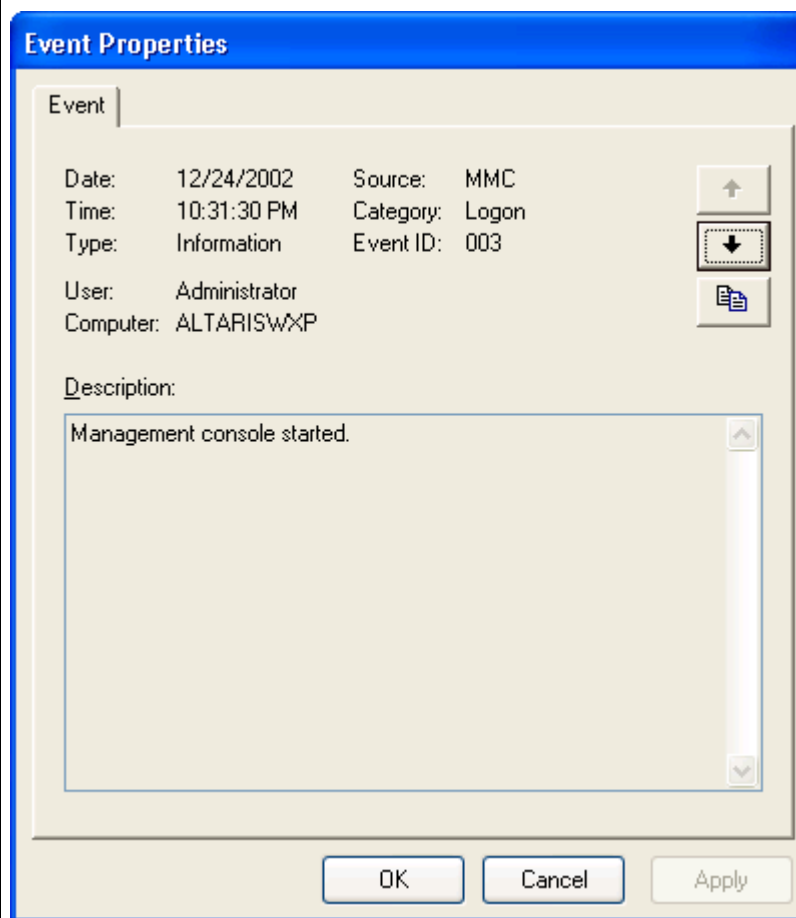 Event Properties
Event
Date: 12/24/2002 Source: MMC
Time: 10:31:30 PM Category: Logon
Type: Information Event ID: 003
User: Administrator
Computer: ALTARISWXP
Description:
Management console started.
OK Cancel Apply